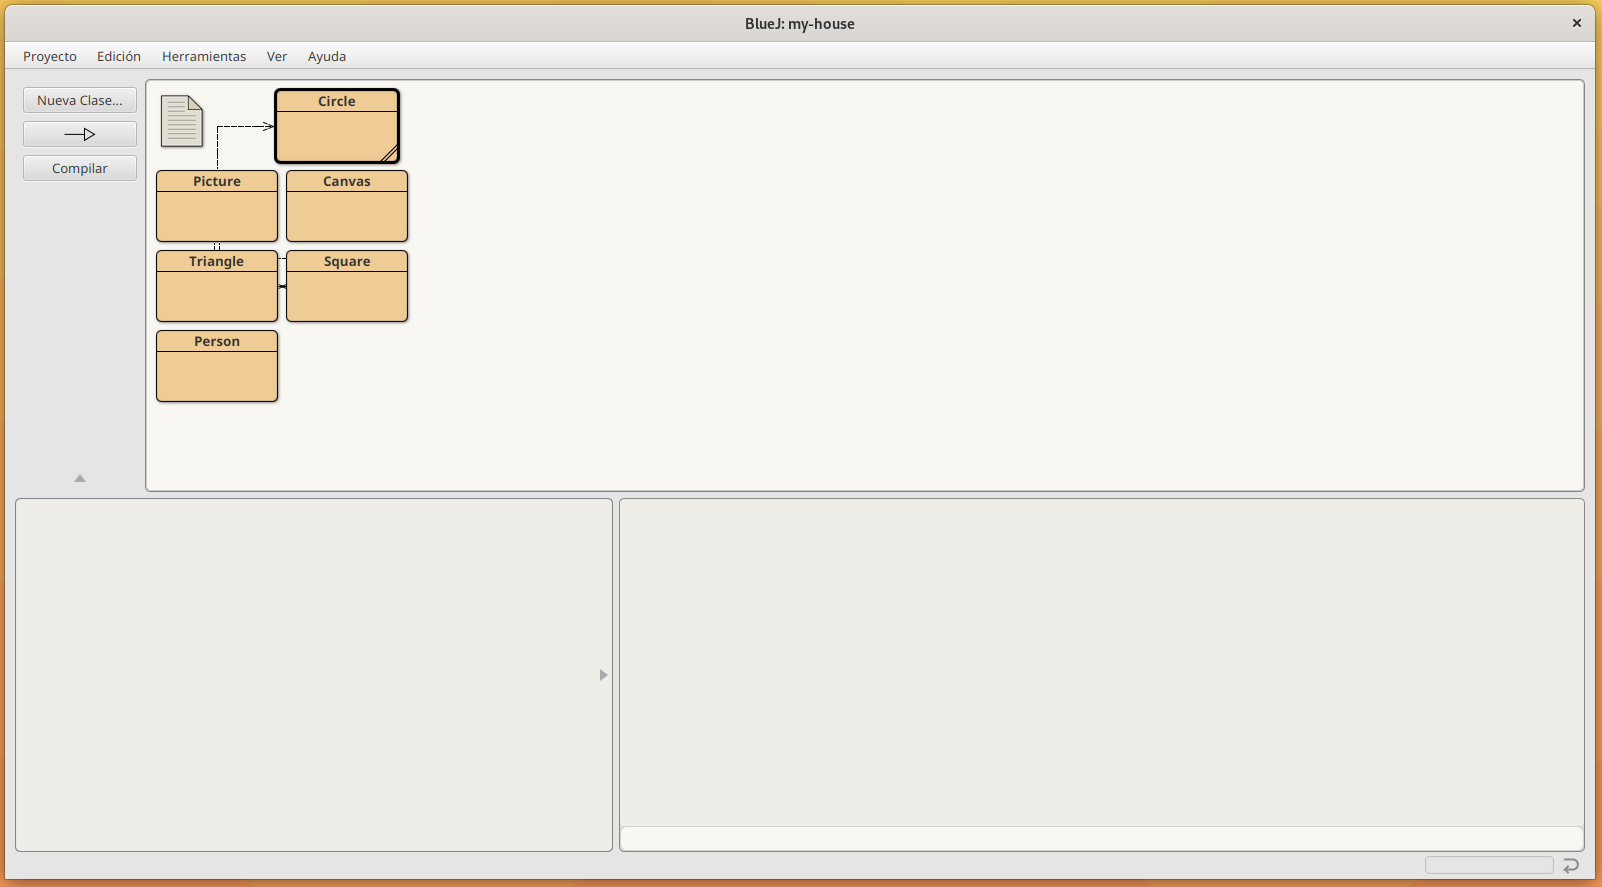 BlueJ: my-house
Proyecto Edición Herramientas Ver Ayuda
Nueva Clase...
Compilar
Circle
Picture
Canvas
Triangle
Square
Person